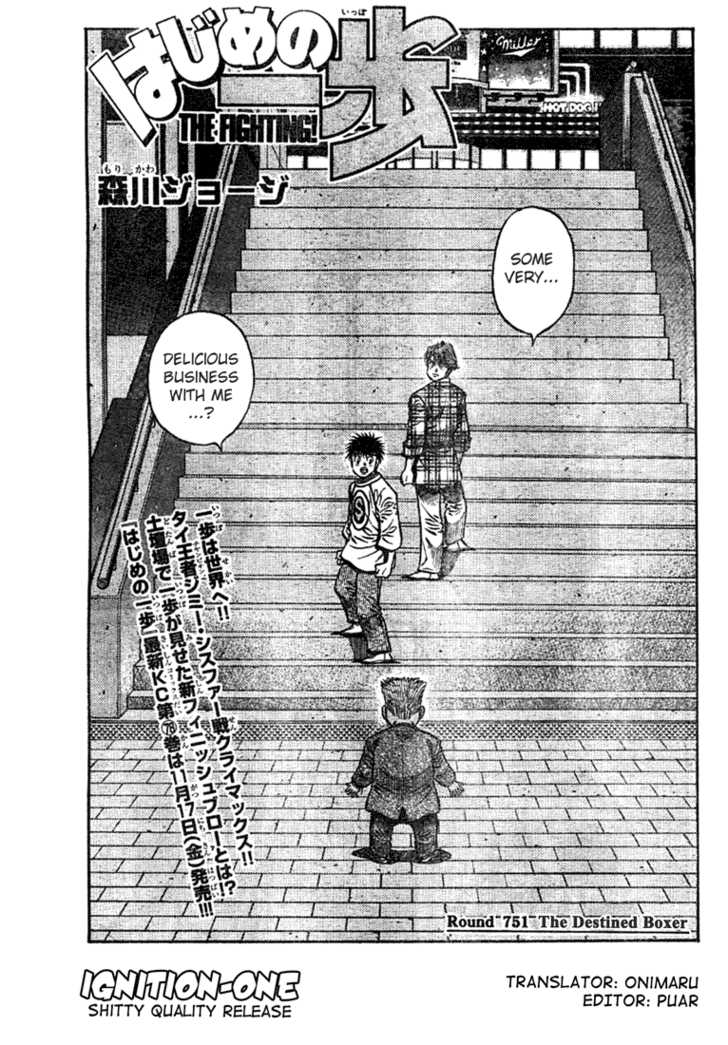 はじめの一歩
THE FIGHTING!
森川ジョージ
Miller
HOT DOG!
SOME
VERY...
DELICIOUS
BUSINESS
WITH ME
...?
一歩は世界へ!!
タイ王者ジミー・シスファー戦クライマックス!!
土壇場で一歩が見せた新フィニッシュブローとは!?
「はじめの一歩」最新KC第78巻は11月17日(金)発売!!!
Round 751 The Destined Boxer
IGNITION-ONE
SHITTY QUALITY RELEASE
TRANSLATOR: ONIMARU
EDITOR: PUAR